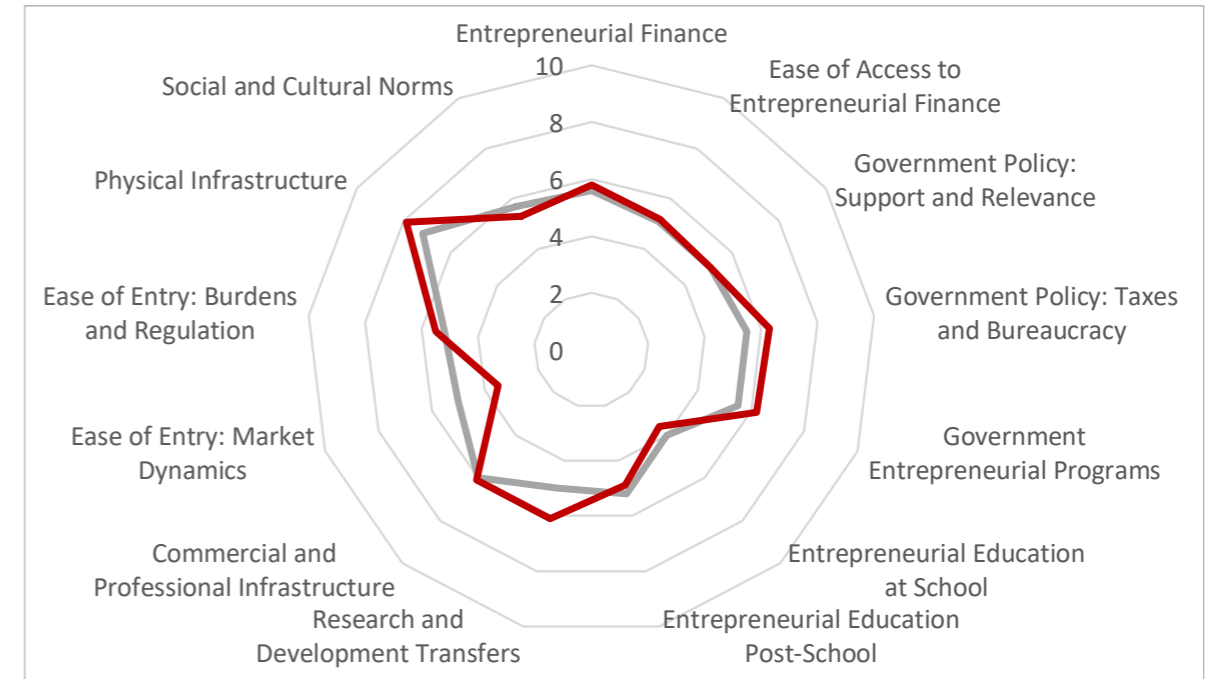 Entrepreneurial Finance
10
8
6
4
2
0
Ease of Access to
Entrepreneurial Finance
Government Policy:
Support and Relevance
Government Policy: Taxes
and Bureaucracy
Government
Entrepreneurial Programs
Entrepreneurial Education
at School
Entrepreneurial Education
Post-School
Research and
Development Transfers
Commercial and
Professional Infrastructure
Ease of Entry: Market
Dynamics
Ease of Entry: Burdens
and Regulation
Physical Infrastructure
Social and Cultural Norms